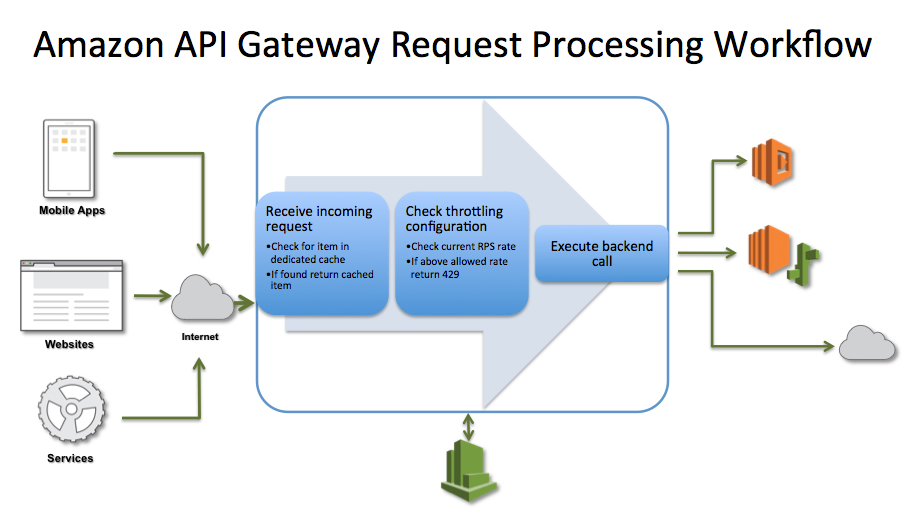 Amazon API Gateway Request Processing Workflow
Mobile Apps
Websites
Services
Internet
Receive incoming
request
•Check for item in
dedicated cache
•If found return cached
item
Check throttling
configuration
•Check current RPS rate
•If above allowed rate
return 429
Execute backend
call